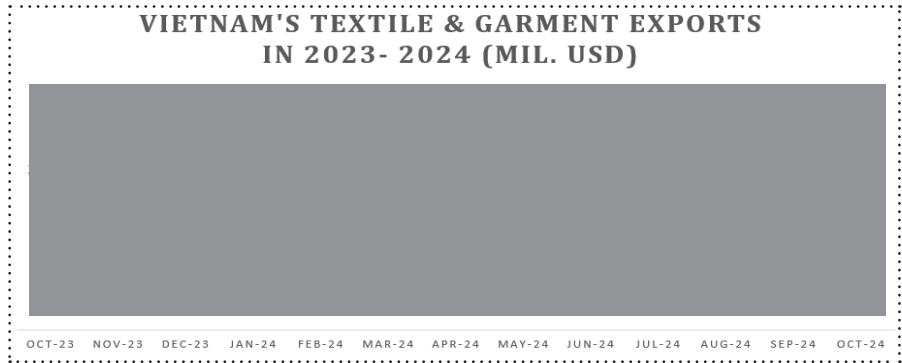 VIETNAM'S TEXTILE & GARMENT EXPORTS
IN 2023- 2024 (MIL. USD)
OCT-23 NOV-23 DEC-23 JAN-24 FEB-24 MAR-24 APR-24 MAY-24 JUN-24 JUL-24 AUG-24 SEP-24 OCT-24